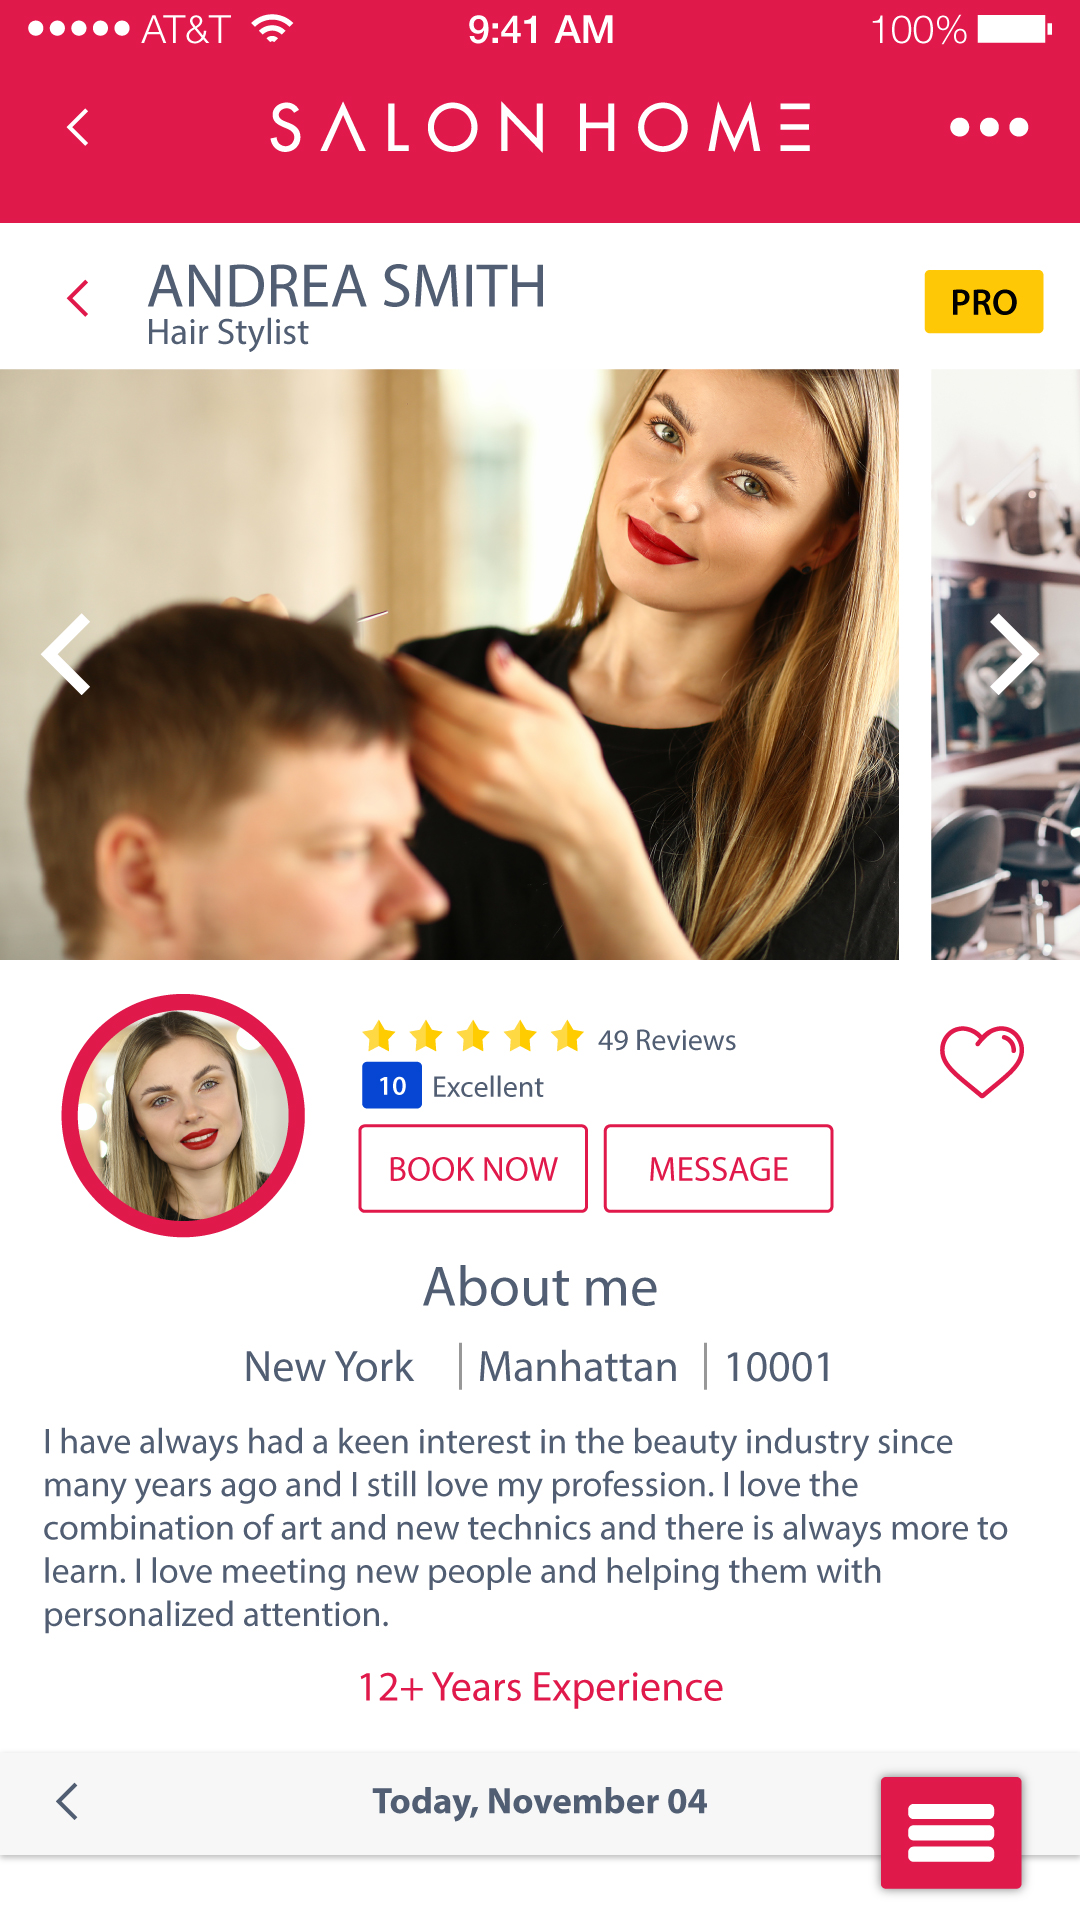 AT&T 9:41 AM 100%
SALON HOME
ANDREA SMITH
Hair Stylist
PRO
49 Reviews
10 Excellent
BOOK NOW MESSAGE
About me
New York Manhattan 10001
I have always had a keen interest in the beauty industry since
many years ago and I still love my profession. I love the
combination of art and new technics and there is always more to
learn. I love meeting new people and helping them with
personalized attention.
12+ Years Experience
Today, November 04